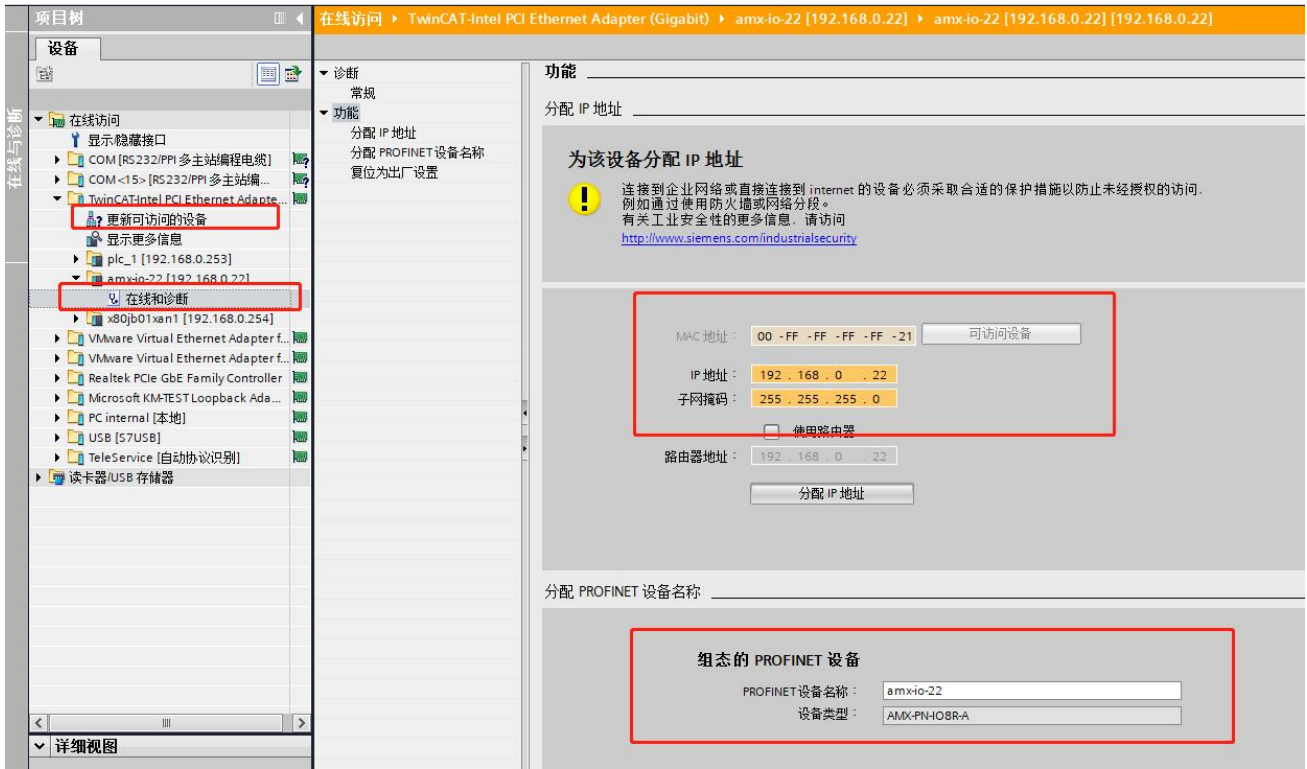 项目树
设备
在线与诊断
在线访问
显示/隐藏接口
COM [RS232/PPI 多主站编程电缆]
COM <15> [RS232/PPI 多主站编...
TwinCAT-Intel PCI Ethernet Adapte...
更新可访问的设备
显示更多信息
plc_1 [192.168.0.253]
amx-io-22 [192.168.0.22]
在线和诊断
x80jb01xan1 [192.168.0.254]
VMware Virtual Ethernet Adapter f...
VMware Virtual Ethernet Adapter f...
Realtek PCIe GbE Family Controller
Microsoft KM-TEST Loopback Ada...
PC internal [本地]
USB [S7USB]
TeleService [自动协议识别]
读卡器/USB 存储器
详细视图
在线访问 ▸ TwinCAT-Intel PCI Ethernet Adapter (Gigabit) ▸ amx-io-22 [192.168.0.22] ▸ amx-io-22 [192.168.0.22] [192.168.0.22]
诊断
常规
功能
分配 IP 地址
分配 PROFINET 设备名称
复位为出厂设置
功能
分配 IP 地址
为该设备分配 IP 地址
连接到企业网络或直接连接到 internet 的设备必须采取合适的保护措施以防止未经授权的访问.
例如通过使用防火墙或网络分段。
有关工业安全性的更多信息. 请访问
http://www.siemens.com/industrialsecurity
MAC 地址： 00 -FF -FF -FF -FF -21 可访问设备
IP 地址： 192 . 168 . 0 . 22
子网掩码： 255 . 255 . 255 . 0
使用路由器
路由器地址： 192 . 168 . 0 . 22
分配 IP 地址
分配 PROFINET 设备名称
组态的 PROFINET 设备
PROFINET 设备名称： amx-io-22
设备类型： AMX-PN-IO8R-A